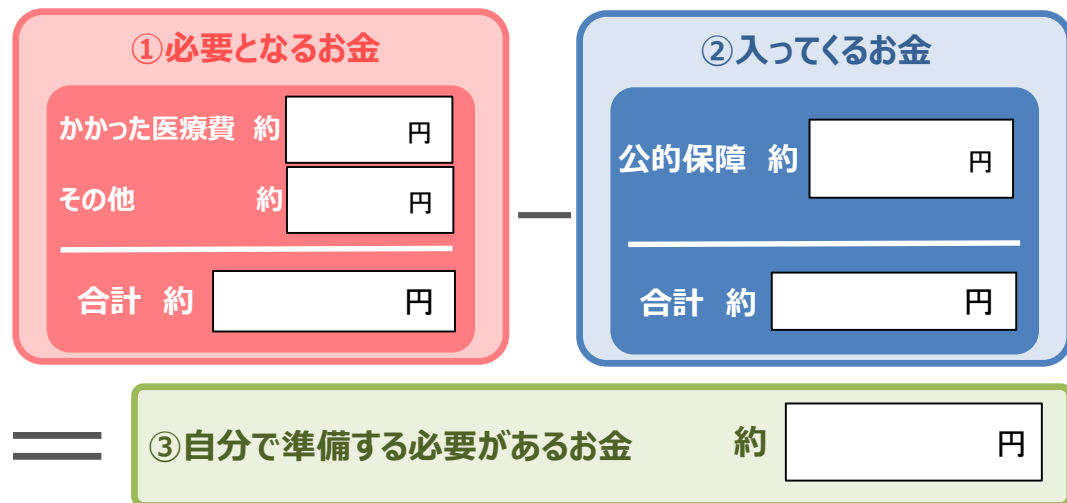 ①必要となるお金
かかった医療費 約 円
その他 約 円
合計 約 円
②入ってくるお金
公的保障 約 円
合計 約 円
③自分で準備する必要があるお金 約 円